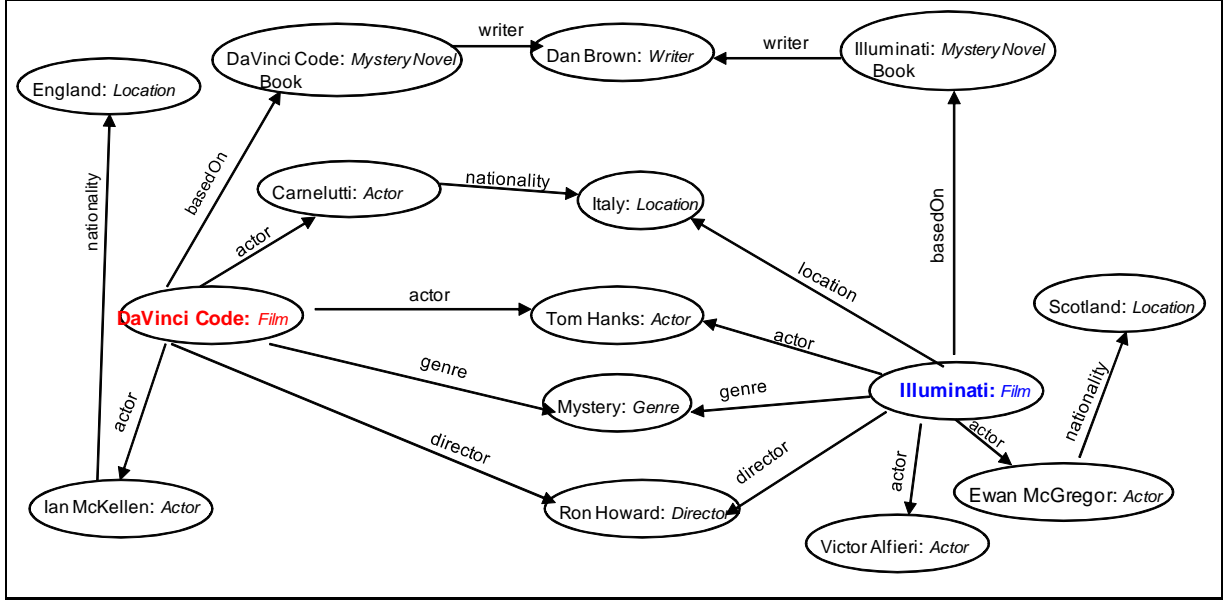 writer
writer
DaVinci Code: MysteryNovel
Book
Dan Brown: Writer
Illuminati: MysteryNovel
Book
England: Location
nationality
basedOn
Carnelutti: Actor
nationality
Italy: Location
basedOn
actor
location
DaVinci Code: Film
actor
Tom Hanks: Actor
actor
Scotland: Location
genre
Mystery: Genre
genre
Illuminati: Film
nationality
actor
director
director
actor
actor
Ian McKellen: Actor
Ron Howard: Director
Ewan McGregor: Actor
Victor Alfieri: Actor